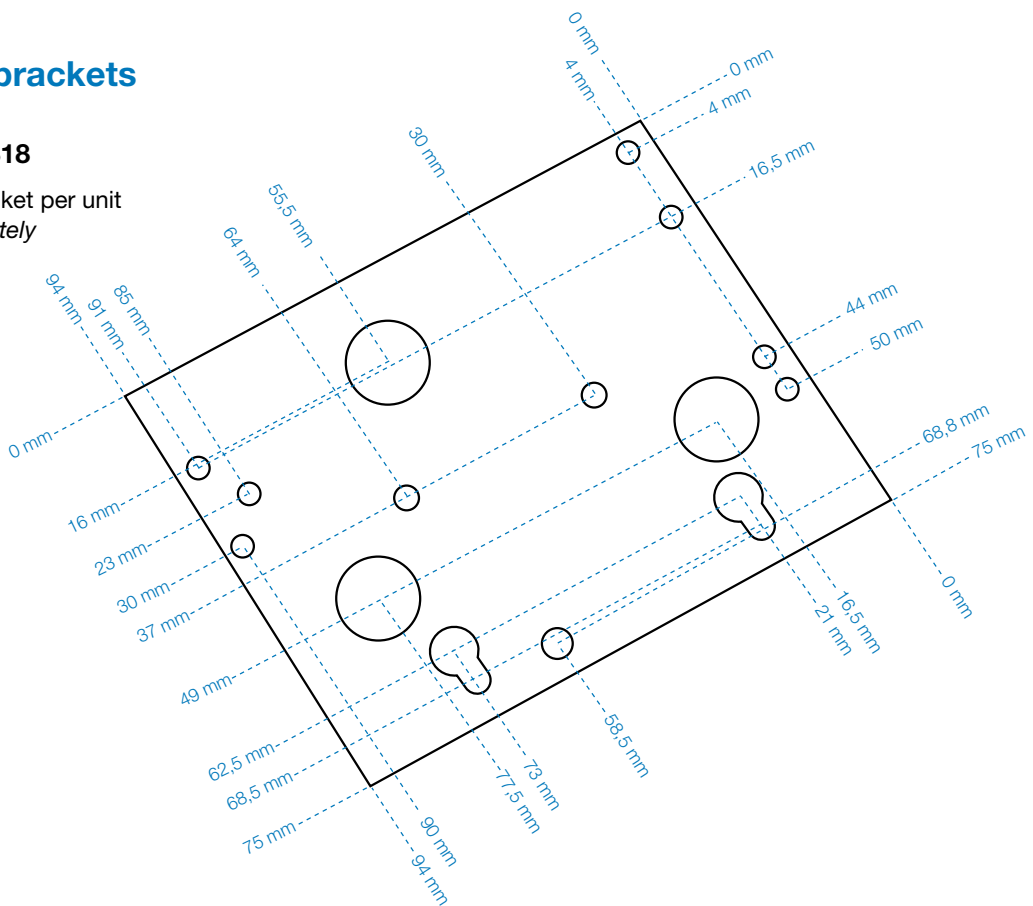 brackets
18
ket per unit
tely
0 mm
4 mm
0 mm
4 mm
16,5 mm
30 mm
55,5 mm
64 mm
85 mm
91 mm
94 mm
44 mm
50 mm
68,8 mm
75 mm
0 mm
16 mm
23 mm
30 mm
37 mm
49 mm
62,5 mm
68,5 mm
75 mm
0 mm
16,5 mm
21 mm
58,5 mm
73 mm
77,5 mm
90 mm
94 mm